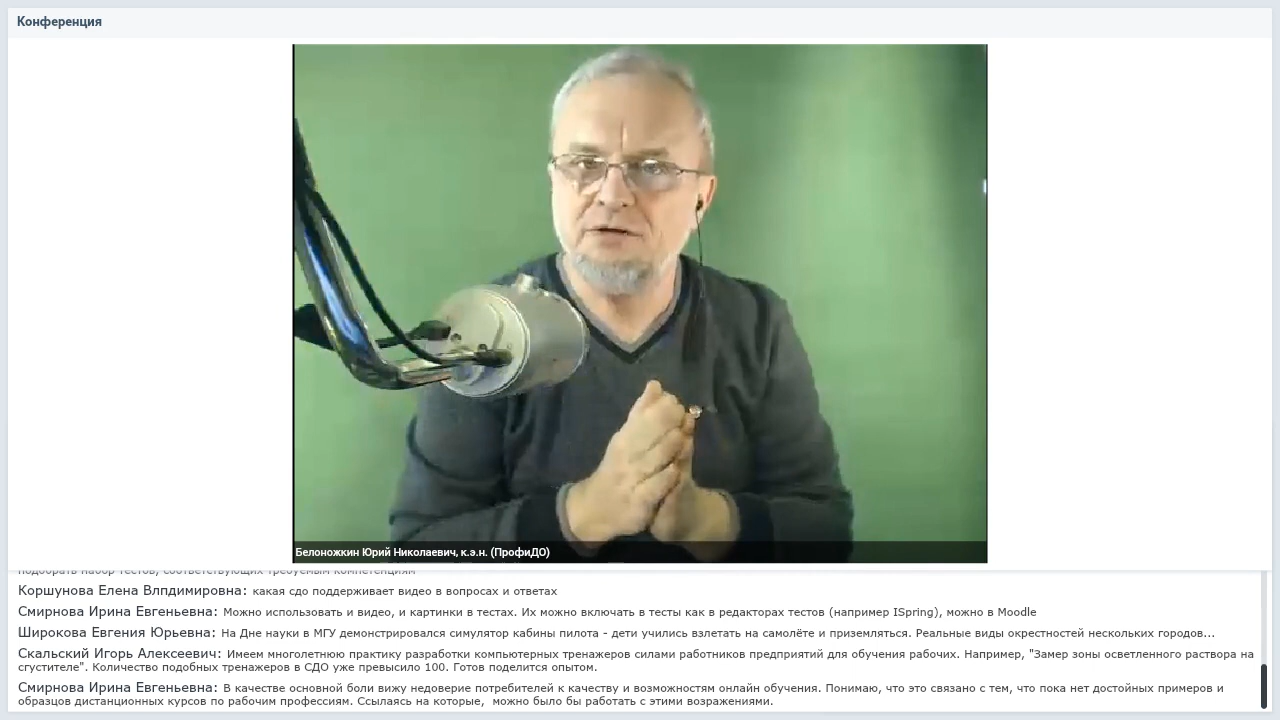 Конференция
Белоножкин Юрий Николаевич, к.э.н. (ПрофиДО)
подобрать набор тестов, соответствующих требуемым компетенциям
Коршунова Елена Влпдимировна: какая сдо поддерживает видео в вопросах и ответах
Смирнова Ирина Евгеньевна: Можно использовать и видео, и картинки в тестах. Их можно включать в тесты как в редакторах тестов (например ISpring), можно в Moodle
Широкова Евгения Юрьевна: На Дне науки в МГУ демонстрировался симулятор кабины пилота - дети учились взлетать на самолёте и приземляться. Реальные виды окрестностей нескольких городов...
Скальский Игорь Алексеевич: Имеем многолетнюю практику разработки компьютерных тренажеров силами работников предприятий для обучения рабочих. Например, "Замер зоны осветленного раствора на
сгустителе". Количество подобных тренажеров в СДО уже превысило 100. Готов поделится опытом.
Смирнова Ирина Евгеньевна: В качестве основной боли вижу недоверие потребителей к качеству и возможностям онлайн обучения. Понимаю, что это связано с тем, что пока нет достойных примеров и
образцов дистанционных курсов по рабочим профессиям. Ссылаясь на которые, можно было бы работать с этими возражениями.